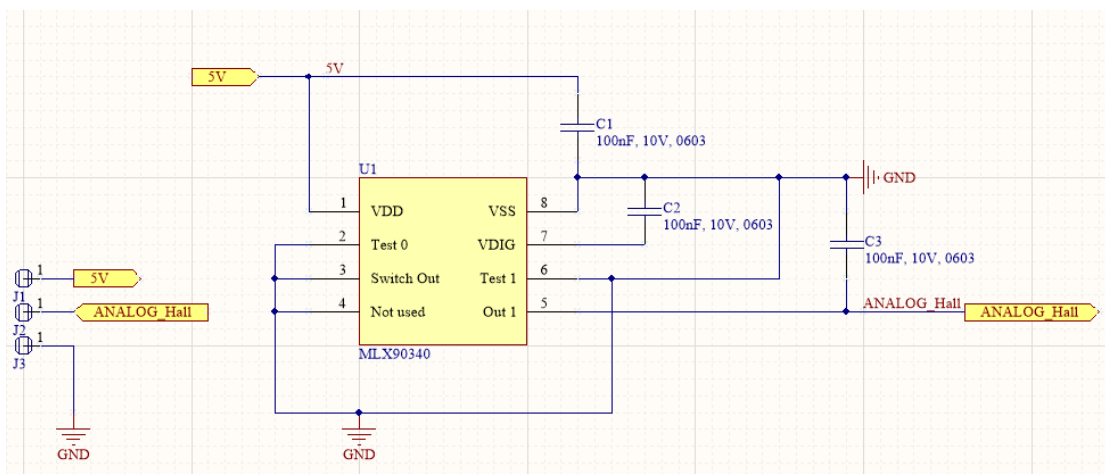 5V
5V
C1
100nF, 10V, 0603
U1
GND
1 VDD VSS 8
C2
100nF, 10V, 0603
2 Test 0 VDIG 7
C3
100nF, 10V, 0603
3 Switch Out Test 1 6
1 5V
J1
4 Not used Out 1 5
ANALOG_Hall
ANALOG_Hall
1 ANALOG_Hall
J2
1
J3
MLX90340
GND
GND